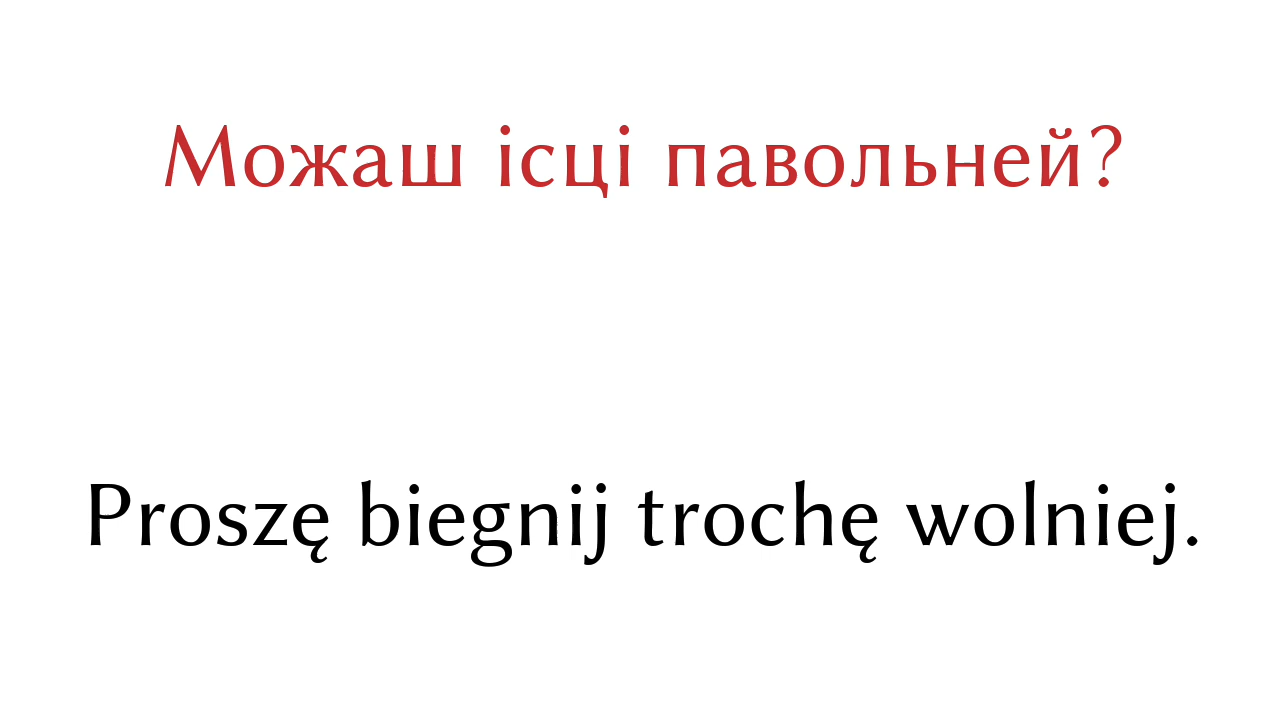 Можаш ісці павольней?
Proszę biegnij trochę wolniej.